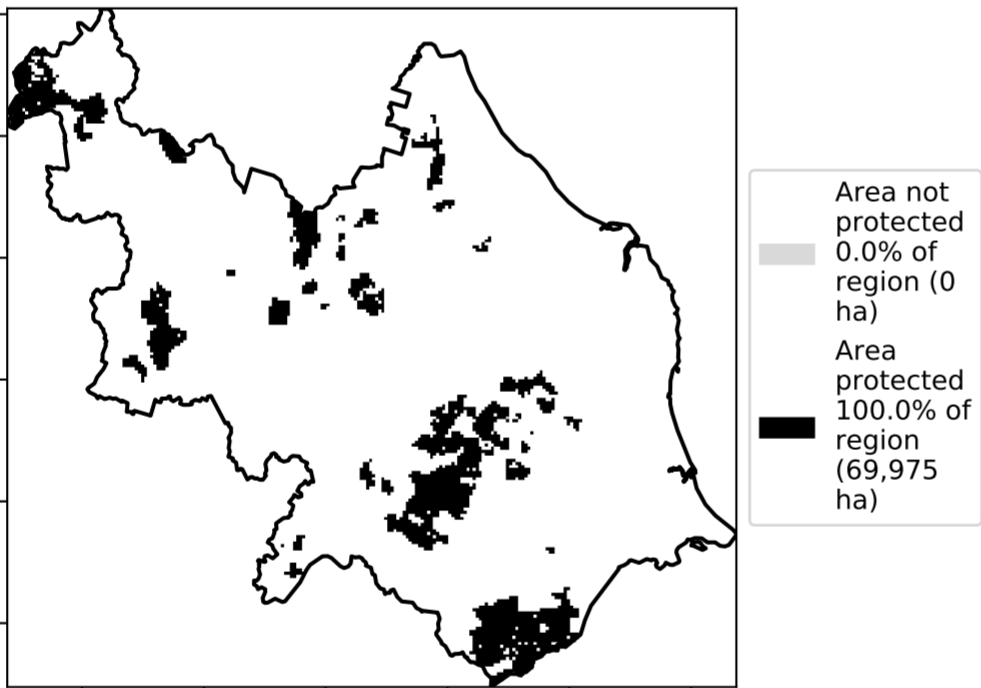 Area not
protected
0.0% of
region (0
ha)
Area
protected
100.0% of
region
(69,975
ha)